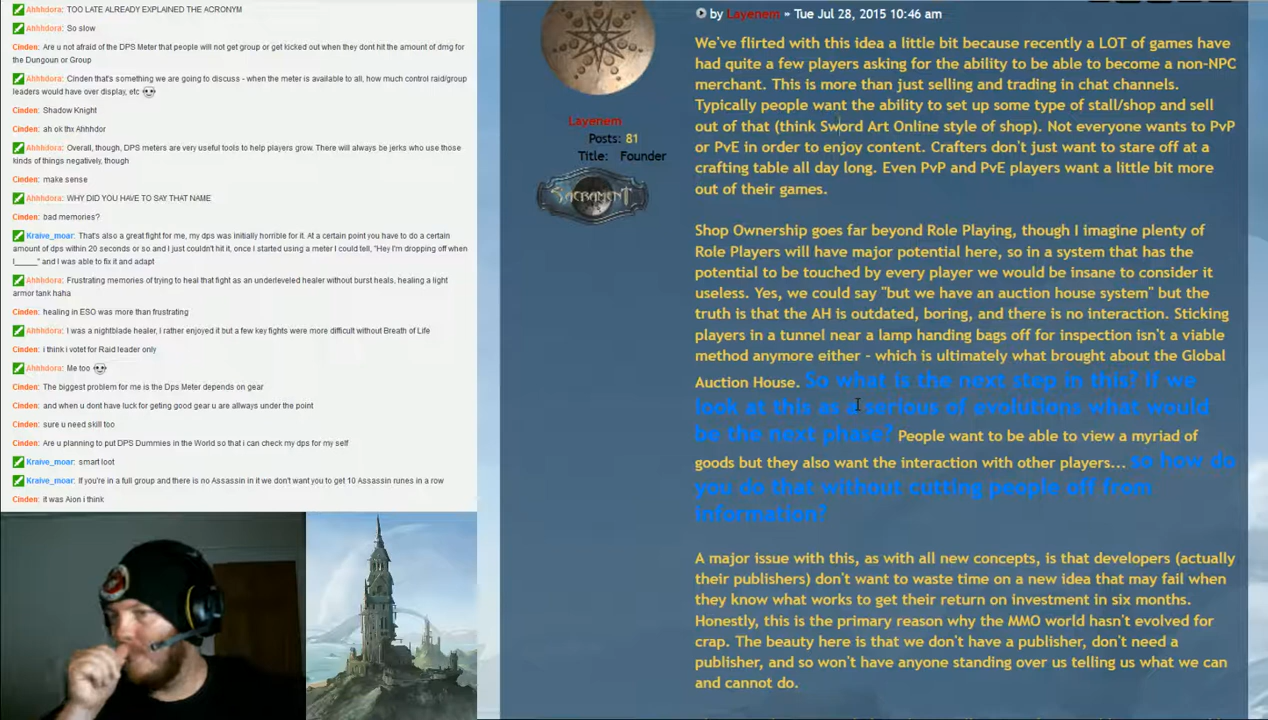 Ahhhdora: TOO LATE ALREADY EXPLAINED THE ACRONYM
Ahhhdora: So slow
Cinden: Are u not afraid of the DPS Meter that people will not get group or get kicked out when they dont hit the amount of dmg for
the Dungoun or Group
Ahhhdora: Cinden that's something we are going to discuss - when the meter is available to all, how much control raid/group
leaders would have over display, etc
Cinden: Shadow Knight
Cinden: ah ok thx Ahhhdor
Ahhhdora: Overall, though, DPS meters are very useful tools to help players grow. There will always be jerks who use those
kinds of things negatively, though
Cinden: make sense
Ahhhdora: WHY DID YOU HAVE TO SAY THAT NAME
Cinden: bad memories?
Kraive_moar: That's also a great fight for me, my dps was initially horrible for it. At a certain point you have to do a certain
amount of dps within 20 seconds or so and I just couldn't hit it, once I started using a meter I could tell, "Hey I'm dropping off when
I_____" and I was able to fix it and adapt
Ahhhdora: Frustrating memories of trying to heal that fight as an underleveled healer without burst heals, healing a light
armor tank haha
Cinden: healing in ESO was more than frustrating
Ahhhdora: I was a nightblade healer, I rather enjoyed it but a few key fights were more difficult without Breath of Life
Cinden: i think i votet for Raid leader only
Ahhhdora: Me too
Cinden: The biggest problem for me is the Dps Meter depends on gear
Cinden: and when u dont have luck for geting good gear u are allways under the point
Cinden: sure u need skill too
Cinden: Are u planning to put DPS Dummies in the World so that i can check my dps for my self
Kraive_moar: smart loot
Kraive_moar: If you're in a full group and there is no Assassin in it we don't want you to get 10 Assassin runes in a row
Cinden: it was Aion i think
Layenem
Posts: 81
Title: Founder
SACRAMENT
by Layenem » Tue Jul 28, 2015 10:46 am
We've flirted with this idea a little bit because recently a LOT of games have
had quite a few players asking for the ability to be able to become a non-NPC
merchant. This is more than just selling and trading in chat channels.
Typically people want the ability to set up some type of stall/shop and sell
out of that (think Sword Art Online style of shop). Not everyone wants to PvP
or PvE in order to enjoy content. Crafters don't just want to stare off at a
crafting table all day long. Even PvP and PvE players want a little bit more
out of their games.
Shop Ownership goes far beyond Role Playing, though I imagine plenty of
Role Players will have major potential here, so in a system that has the
potential to be touched by every player we would be insane to consider it
useless. Yes, we could say "but we have an auction house system" but the
truth is that the AH is outdated, boring, and there is no interaction. Sticking
players in a tunnel near a lamp handing bags off for inspection isn't a viable
method anymore either - which is ultimately what brought about the Global
Auction House. So what is the next step in this? If we
look at this as a serious of evolutions what would
be the next phase? People want to be able to view a myriad of
goods but they also want the interaction with other players... so how do
you do that without cutting people off from
information?
A major issue with this, as with all new concepts, is that developers (actually
their publishers) don't want to waste time on a new idea that may fail when
they know what works to get their return on investment in six months.
Honestly, this is the primary reason why the MMO world hasn't evolved for
crap. The beauty here is that we don't have a publisher, don't need a
publisher, and so won't have anyone standing over us telling us what we can
and cannot do.